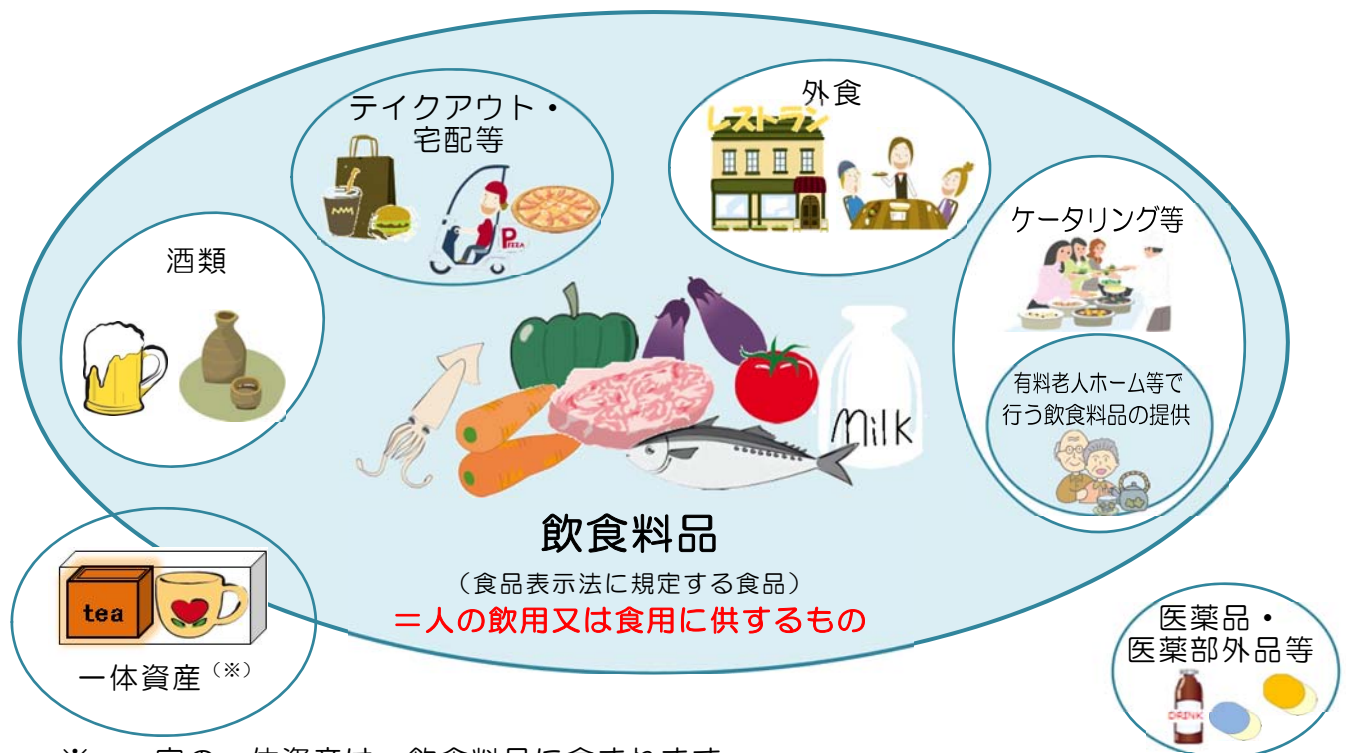 テイクアウト・
宅配等
外食
レストラン
PIZZA
ケータリング等
酒類
有料老人ホーム等で
行う飲食料品の提供
Milk
飲食料品
（食品表示法に規定する食品）
＝人の飲用又は食用に供するもの
tea
一体資産（※）
医薬品・
医薬部外品等
DRINK